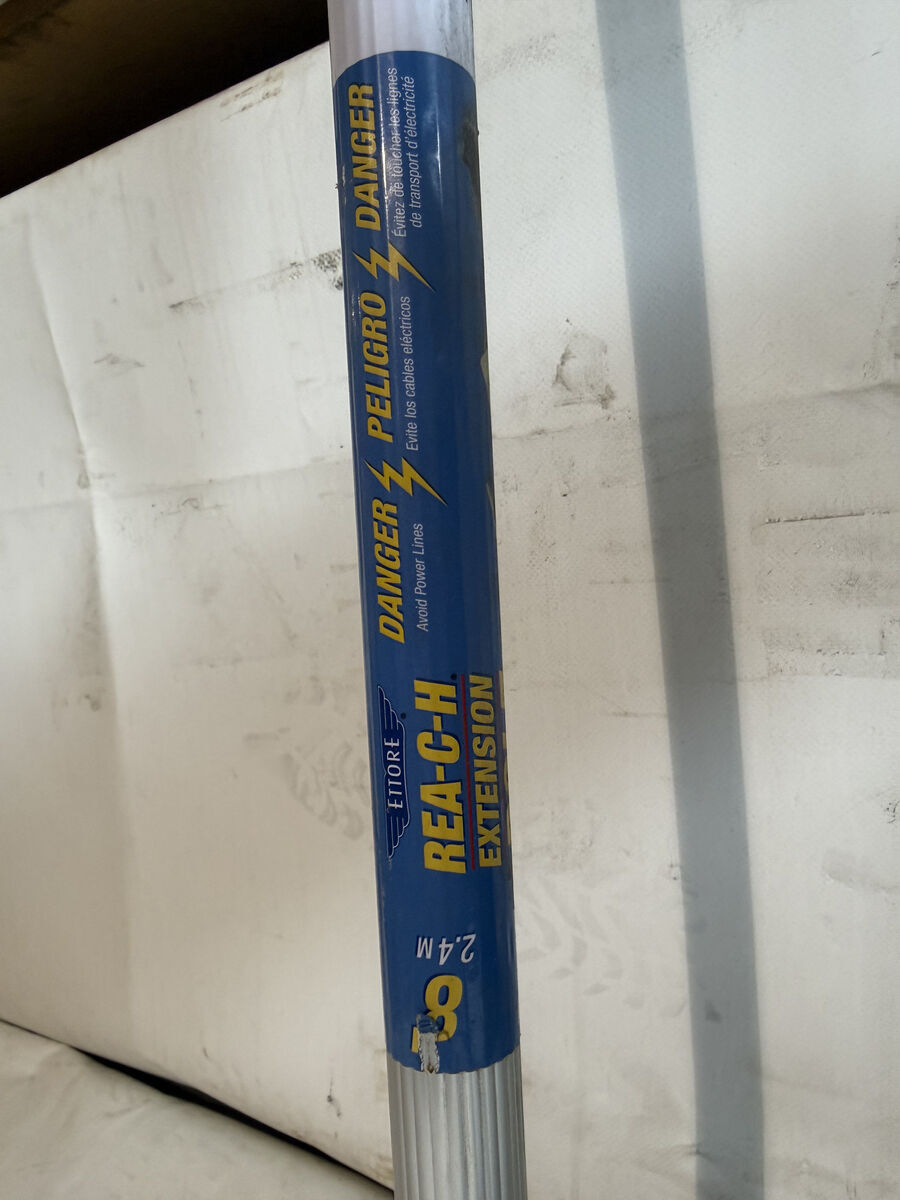 DANGER
Avoid Power Lines
PELIGRO
Evite los cables eléctricos
DANGER
Évitez de toucher les lignes
de transport d'électricité
ETTORE®
REA-C-H®
EXTENSION
2.4 M
8